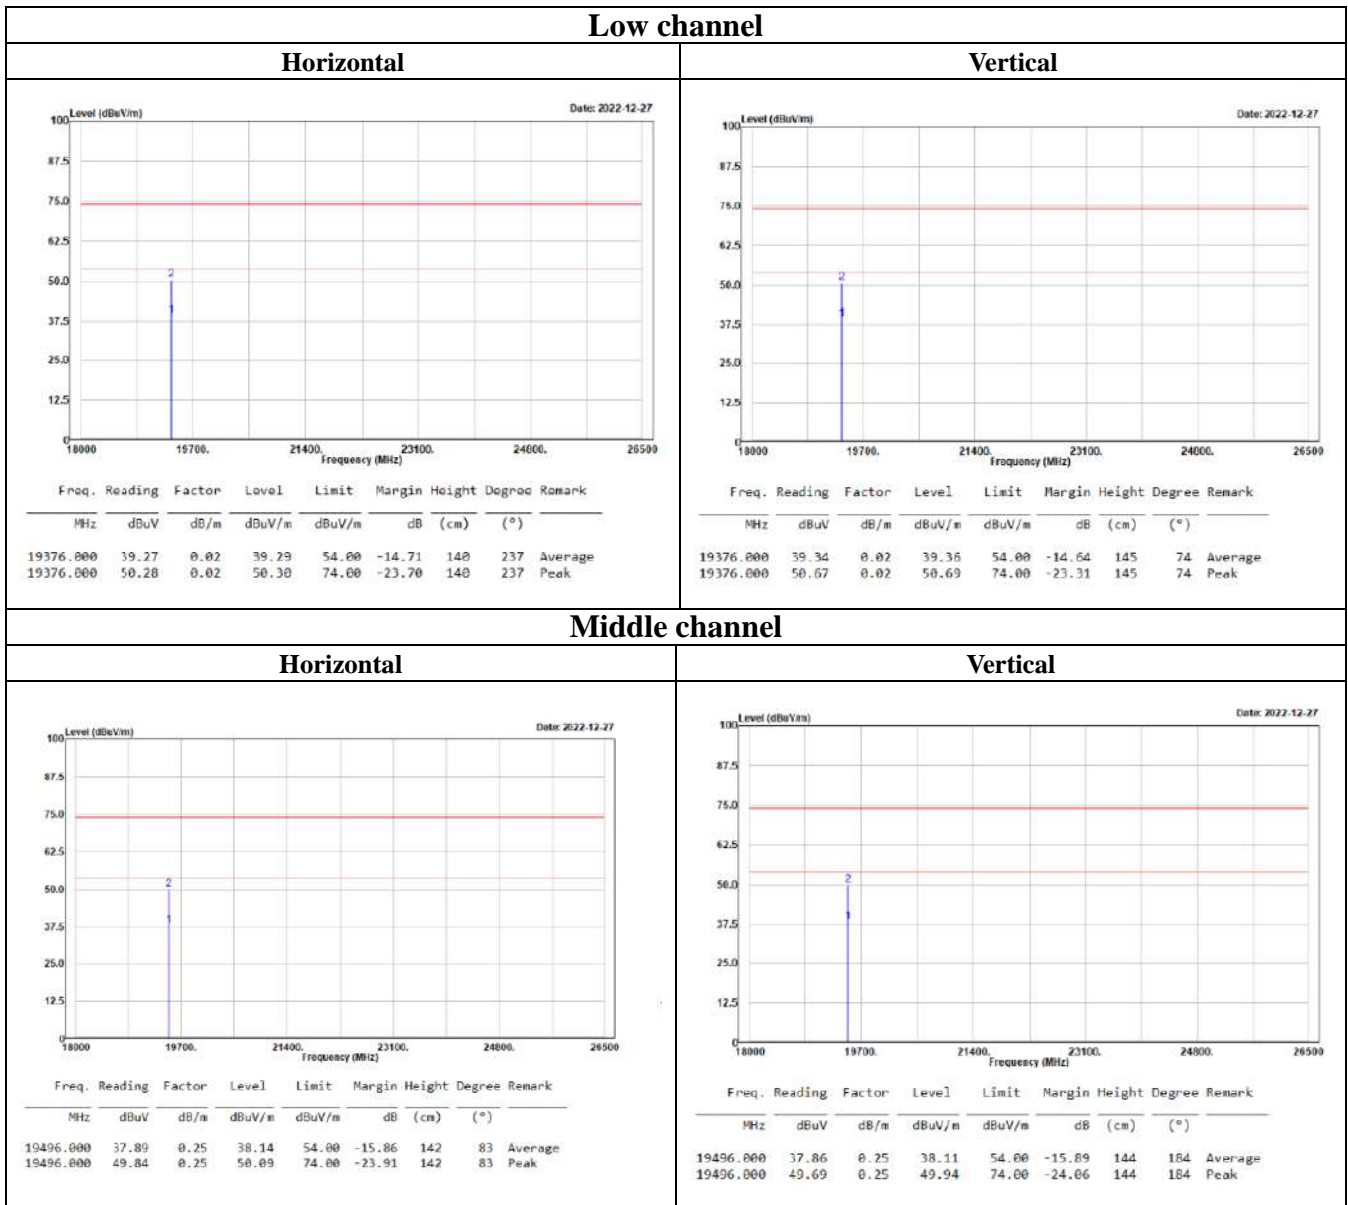 Low channel
Horizontal
Vertical
Level (dBuV/m) Date: 2022-12-27
100
87.5
75.0
62.5
50.0
37.5
25.0
12.5
0
2
1
18000 19700. 21400. 23100. 24800. 26500
Frequency (MHz)
Freq. Reading Factor Level Limit Margin Height Degree Remark
MHz dBuV dB/m dBuV/m dBuV/m dB (cm) (°)
19376.000 39.27 0.02 39.29 54.00 -14.71 140 237 Average
19376.000 50.28 0.02 50.30 74.00 -23.70 140 237 Peak
Level (dBuV/m) Date: 2022-12-27
100
87.5
75.0
62.5
50.0
37.5
25.0
12.5
0
2
1
18000 19700. 21400. 23100. 24800. 26500
Frequency (MHz)
Freq. Reading Factor Level Limit Margin Height Degree Remark
MHz dBuV dB/m dBuV/m dBuV/m dB (cm) (°)
19376.000 39.34 0.02 39.36 54.00 -14.64 145 74 Average
19376.000 50.67 0.02 50.69 74.00 -23.31 145 74 Peak
Middle channel
Horizontal
Vertical
Level (dBuV/m) Date: 2022-12-27
100
87.5
75.0
62.5
50.0
37.5
25.0
12.5
0
2
1
18000 19700. 21400. 23100. 24800. 26500
Frequency (MHz)
Freq. Reading Factor Level Limit Margin Height Degree Remark
MHz dBuV dB/m dBuV/m dBuV/m dB (cm) (°)
19496.000 37.89 0.25 38.14 54.00 -15.86 142 83 Average
19496.000 49.84 0.25 50.09 74.00 -23.91 142 83 Peak
Level (dBuV/m) Date: 2022-12-27
100
87.5
75.0
62.5
50.0
37.5
25.0
12.5
0
2
1
18000 19700. 21400. 23100. 24800. 26500
Frequency (MHz)
Freq. Reading Factor Level Limit Margin Height Degree Remark
MHz dBuV dB/m dBuV/m dBuV/m dB (cm) (°)
19496.000 37.86 0.25 38.11 54.00 -15.89 144 184 Average
19496.000 49.69 0.25 49.94 74.00 -24.06 144 184 Peak